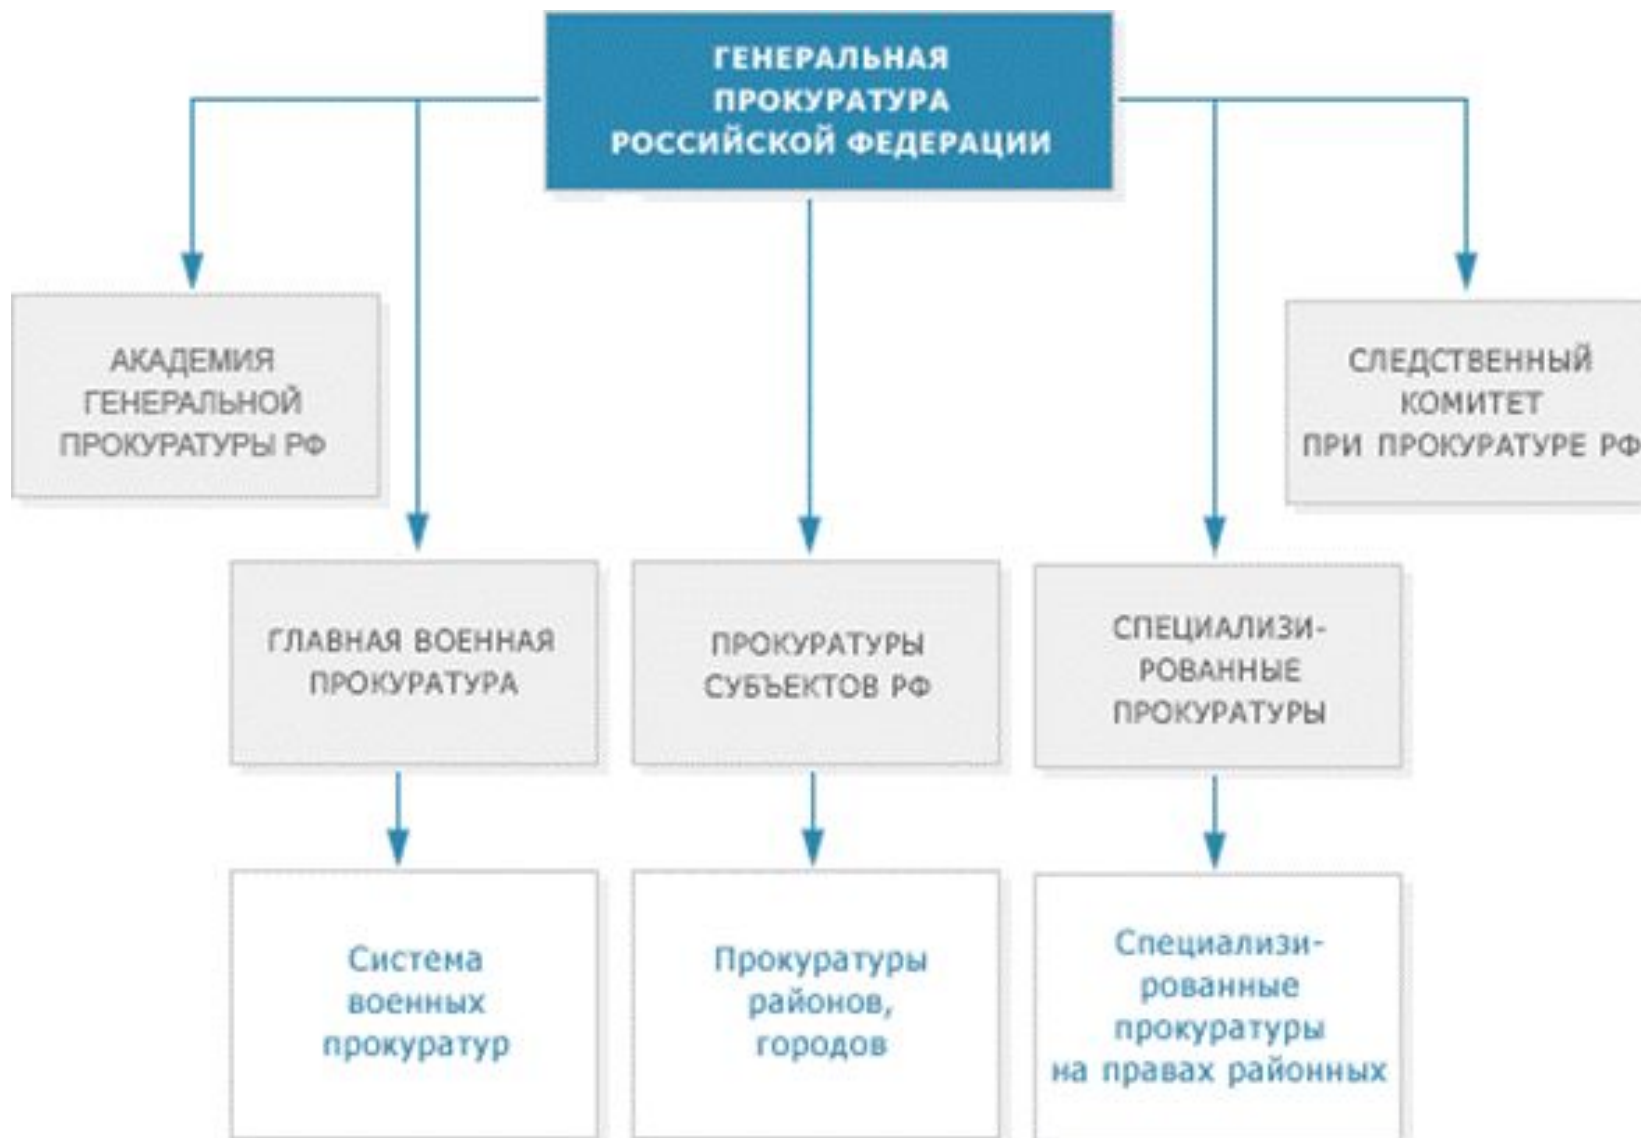 ГЕНЕРАЛЬНАЯ
ПРОКУРАТУРА
РОССИЙСКОЙ ФЕДЕРАЦИИ
АКАДЕМИЯ
ГЕНЕРАЛЬНОЙ
ПРОКУРАТУРЫ РФ
СЛЕДСТВЕННЫЙ
КОМИТЕТ
ПРИ ПРОКУРАТУРЕ РФ
ГЛАВНАЯ ВОЕННАЯ
ПРОКУРАТУРА
ПРОКУРАТУРЫ
СУБЪЕКТОВ РФ
СПЕЦИАЛИЗИ-
РОВАННЫЕ
ПРОКУРАТУРЫ
Система
военных
прокуратур
Прокуратуры
районов,
городов
Специализи-
рованные
прокуратуры
на правах районных